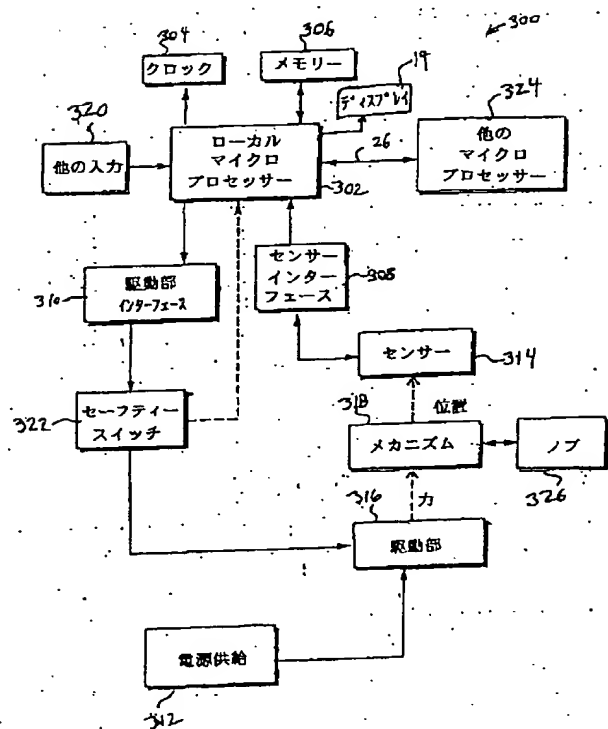 300
304
クロック
306
メモリー
19
ディスプレイ
320
他の入力
ローカル
マイクロ
プロセッサー
302
26
324
他の
マイクロ
プロセッサー
310
駆動部
インターフェース
センサー
インター
フェース
308
センサー
314
322
セーフティー
スイッチ
318
位置
メカニズム
ノブ
326
316
力
駆動部
電源供給
312